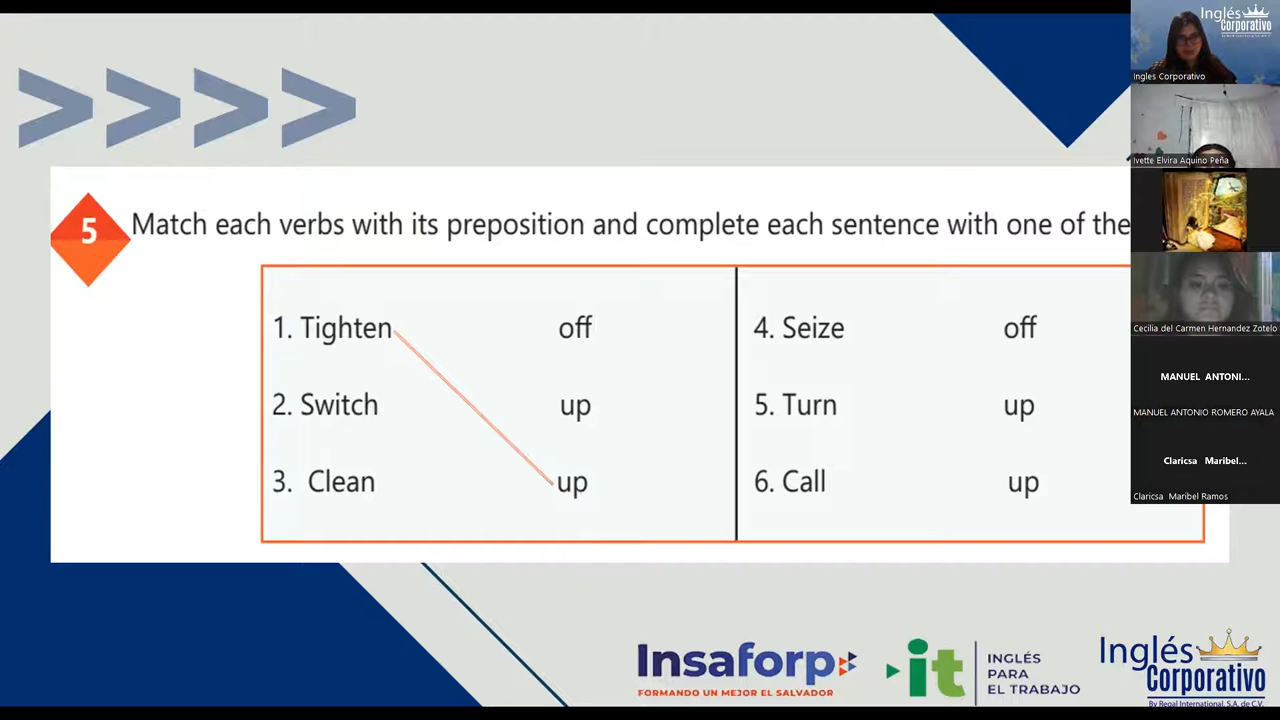 5
Match each verbs with its preposition and complete each sentence with one of the
1. Tighten off
2. Switch up
3. Clean up
4. Seize off
5. Turn up
6. Call up
Insaforp
FORMANDO UN MEJOR EL SALVADOR
it
INGLÉS
PARA
EL TRABAJO
Inglés
Corporativo
By Regal International, S.A. de C.V.
Inglés
Corporativo
Ingles Corporativo
Ivette Elvira Aquino Peña
Cecilia del Carmen Hernandez Zotelo
MANUEL ANTONI...
MANUEL ANTONIO ROMERO AYALA
Claricsa Maribel...
Claricsa Maribel Ramos